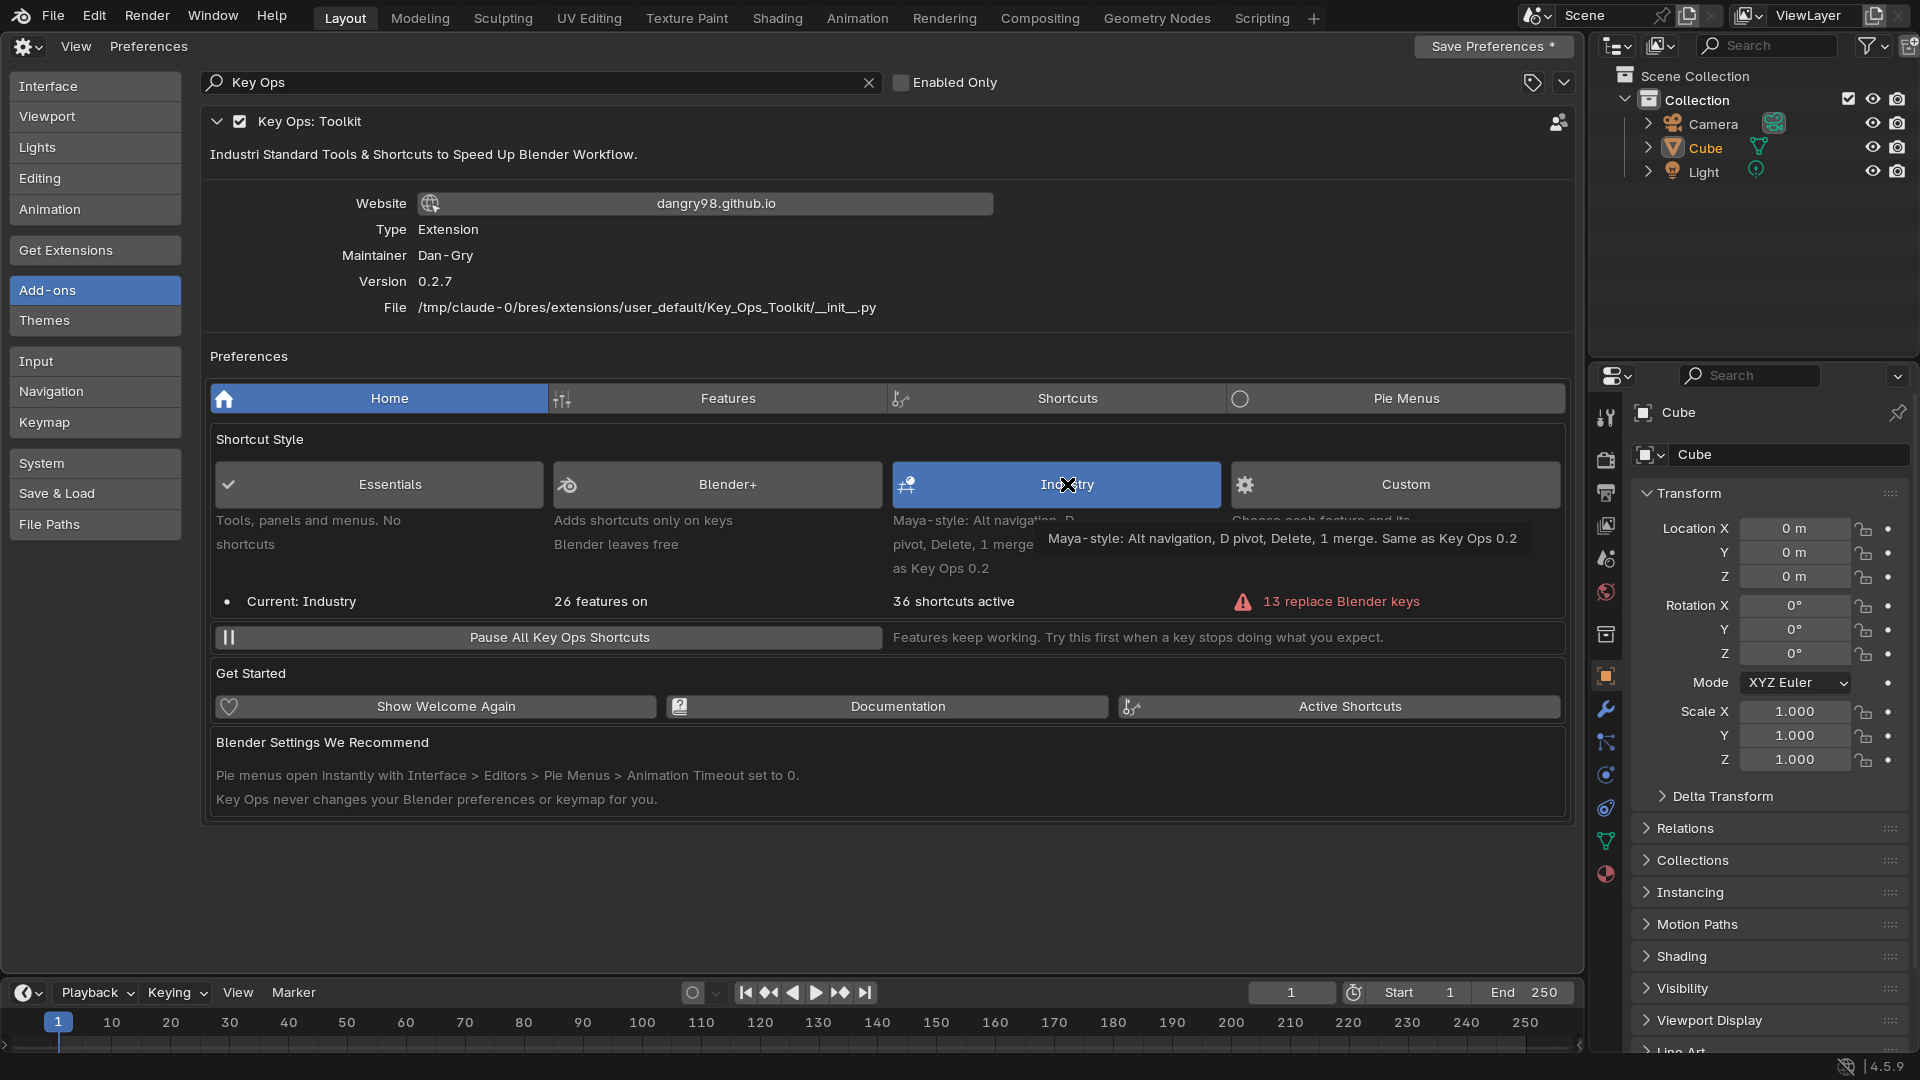 File Edit Render Window Help Layout Modeling Sculpting UV Editing Texture Paint Shading Animation Rendering Compositing Geometry Nodes Scripting Scene ViewLayer
View Preferences Save Preferences *
Interface
Viewport
Lights
Editing
Animation
Get Extensions
Add-ons
Themes
Input
Navigation
Keymap
System
Save & Load
File Paths
Key Ops Enabled Only
Key Ops: Toolkit
Industri Standard Tools & Shortcuts to Speed Up Blender Workflow.
Website dangry98.github.io
Type Extension
Maintainer Dan-Gry
Version 0.2.7
File /tmp/claude-0/bres/extensions/user_default/Key_Ops_Toolkit/__init__.py
Preferences
Home Features Shortcuts Pie Menus
Shortcut Style
Essentials Blender+ Industry Custom
Tools, panels and menus. No
shortcuts
Adds shortcuts only on keys
Blender leaves free
Maya-style: Alt navigation, D
pivot, Delete, 1 merge
as Key Ops 0.2
Maya-style: Alt navigation, D pivot, Delete, 1 merge. Same as Key Ops 0.2
Current: Industry 26 features on 36 shortcuts active 13 replace Blender keys
Pause All Key Ops Shortcuts Features keep working. Try this first when a key stops doing what you expect.
Get Started
Show Welcome Again Documentation Active Shortcuts
Blender Settings We Recommend
Pie menus open instantly with Interface > Editors > Pie Menus > Animation Timeout set to 0.
Key Ops never changes your Blender preferences or keymap for you.
Search
Scene Collection
Collection
Camera
Cube
Light
Search
Cube
Cube
Transform
Location X 0 m
Y 0 m
Z 0 m
Rotation X 0°
Y 0°
Z 0°
Mode XYZ Euler
Scale X 1.000
Y 1.000
Z 1.000
Delta Transform
Relations
Collections
Instancing
Motion Paths
Shading
Visibility
Viewport Display
Line Art
Playback Keying View Marker 1 Start 1 End 250
1 10 20 30 40 50 60 70 80 90 100 110 120 130 140 150 160 170 180 190 200 210 220 230 240 250
4.5.9